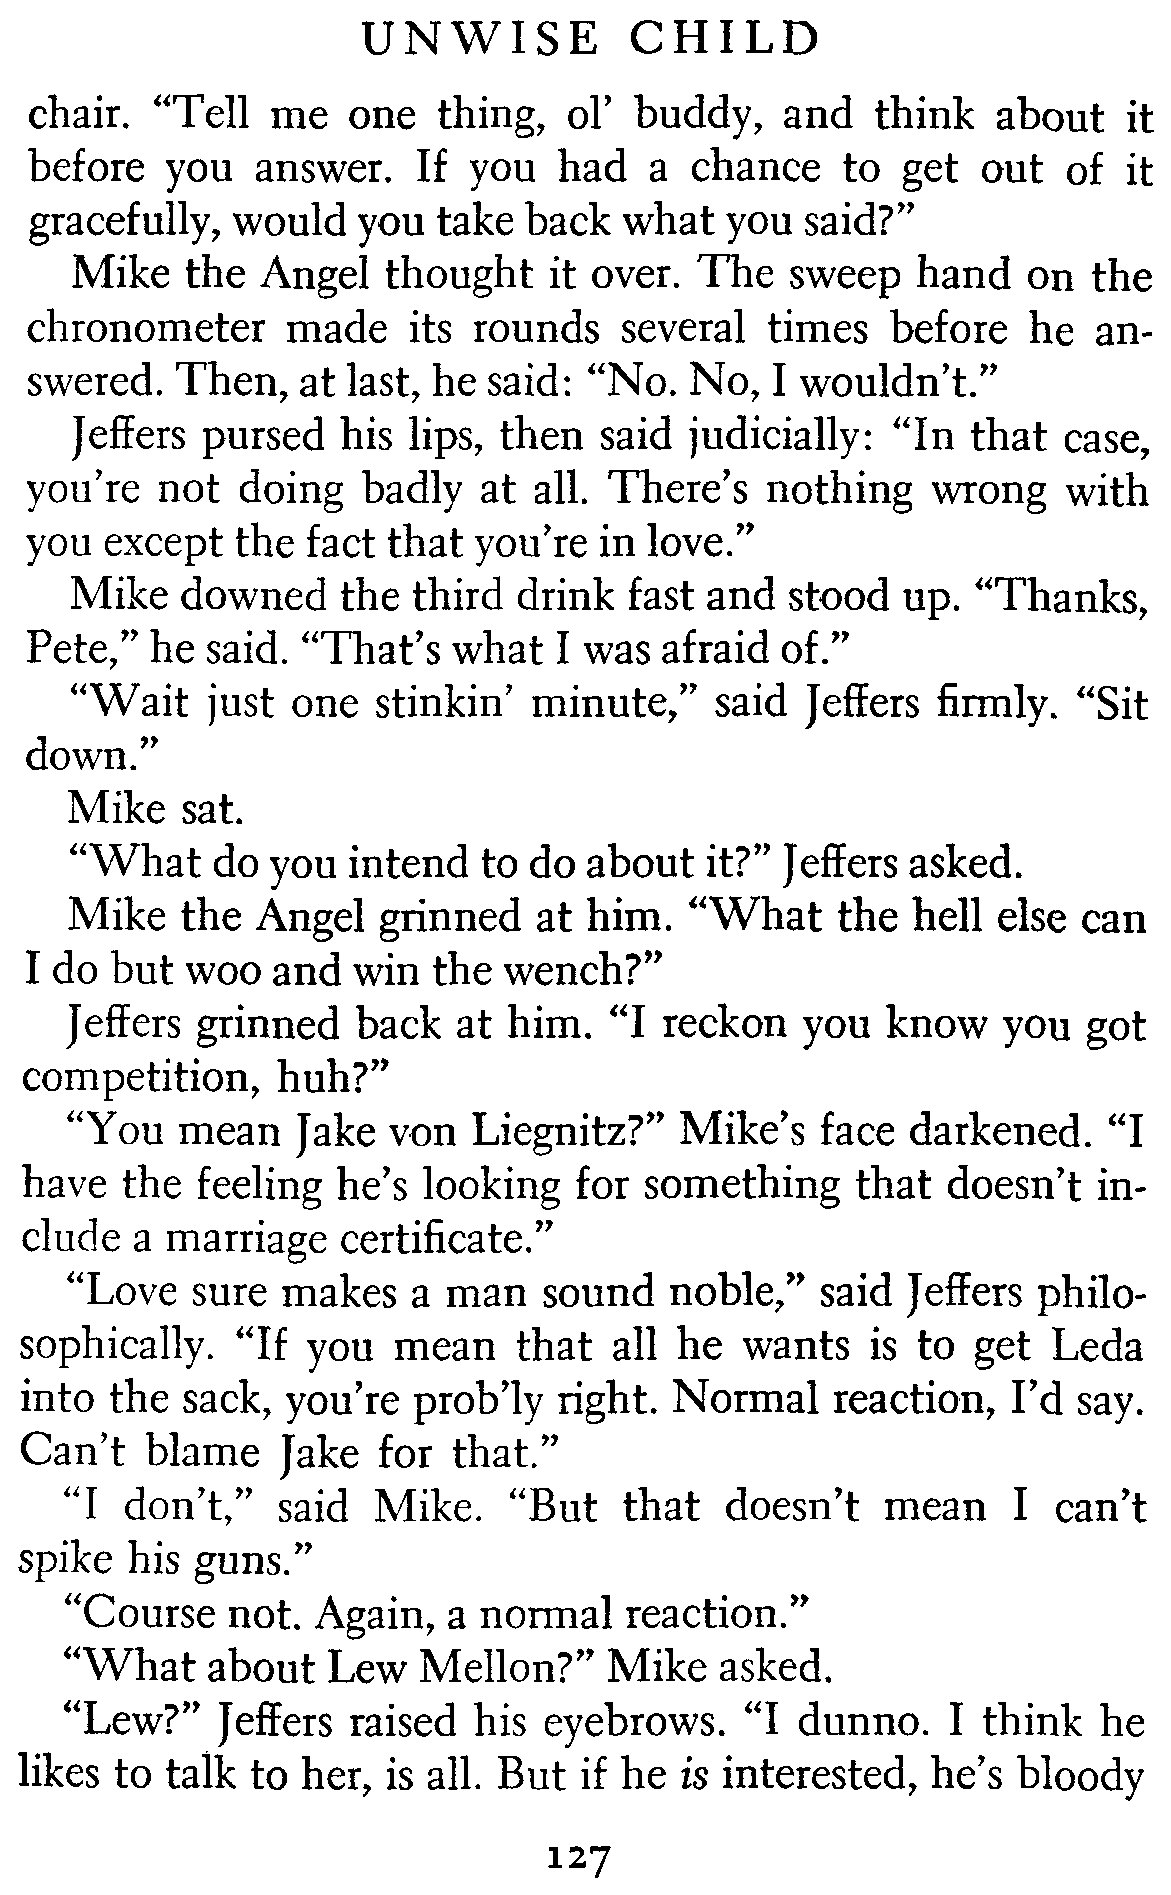 UNWISE CHILD
chair. “Tell me one thing, ol’ buddy, and think about it
before you answer. If you had a chance to get out of it
gracefully, would you take back what you said?”
Mike the Angel thought it over. The sweep hand on the
chronometer made its rounds several times before he an-
swered. Then, at last, he said: “No. No, I wouldn’t.”
Jeffers pursed his lips, then said judicially: “In that case,
you’re not doing badly at all. There’s nothing wrong with
you except the fact that you’re in love.”
Mike downed the third drink fast and stood up. “Thanks,
Pete,” he said. “That’s what I was afraid of.”
“Wait just one stinkin’ minute,” said Jeffers firmly. “Sit
down.”
Mike sat.
“What do you intend to do about it?” Jeffers asked.
Mike the Angel grinned at him. “What the hell else can
I do but woo and win the wench?”
Jeffers grinned back at him. “I reckon you know you got
competition, huh?”
“You mean Jake von Liegnitz?” Mike’s face darkened. “I
have the feeling he’s looking for something that doesn’t in-
clude a marriage certificate.”
“Love sure makes a man sound noble,” said Jeffers philo-
sophically. “If you mean that all he wants is to get Leda
into the sack, you’re prob’ly right. Normal reaction, I’d say.
Can’t blame Jake for that.”
“I don’t,” said Mike. “But that doesn’t mean I can’t
spike his guns.”
“Course not. Again, a normal reaction.”
“What about Lew Mellon?” Mike asked.
“Lew?” Jeffers raised his eyebrows. “I dunno. I think he
likes to talk to her, is all. But if he is interested, he’s bloody
127